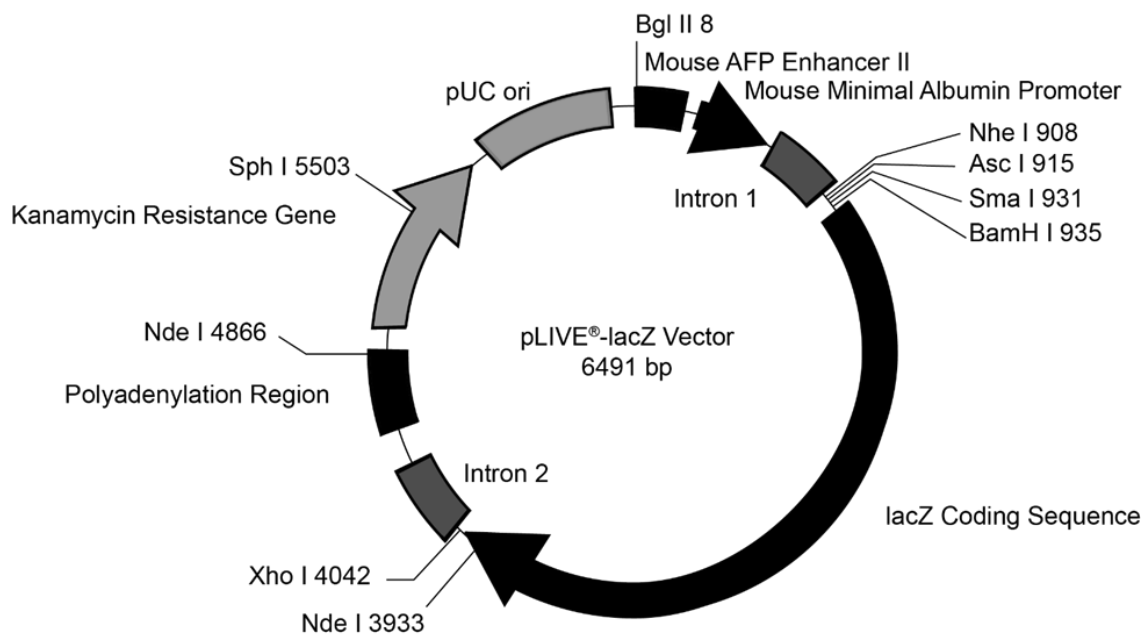 Bgl II 8
Mouse AFP Enhancer II
Mouse Minimal Albumin Promoter
pUC ori
Nhe I 908
Asc I 915
Sma I 931
BamH I 935
Sph I 5503
Intron 1
Kanamycin Resistance Gene
Nde I 4866
pLIVE®-lacZ Vector
6491 bp
Polyadenylation Region
Intron 2
lacZ Coding Sequence
Xho I 4042
Nde I 3933